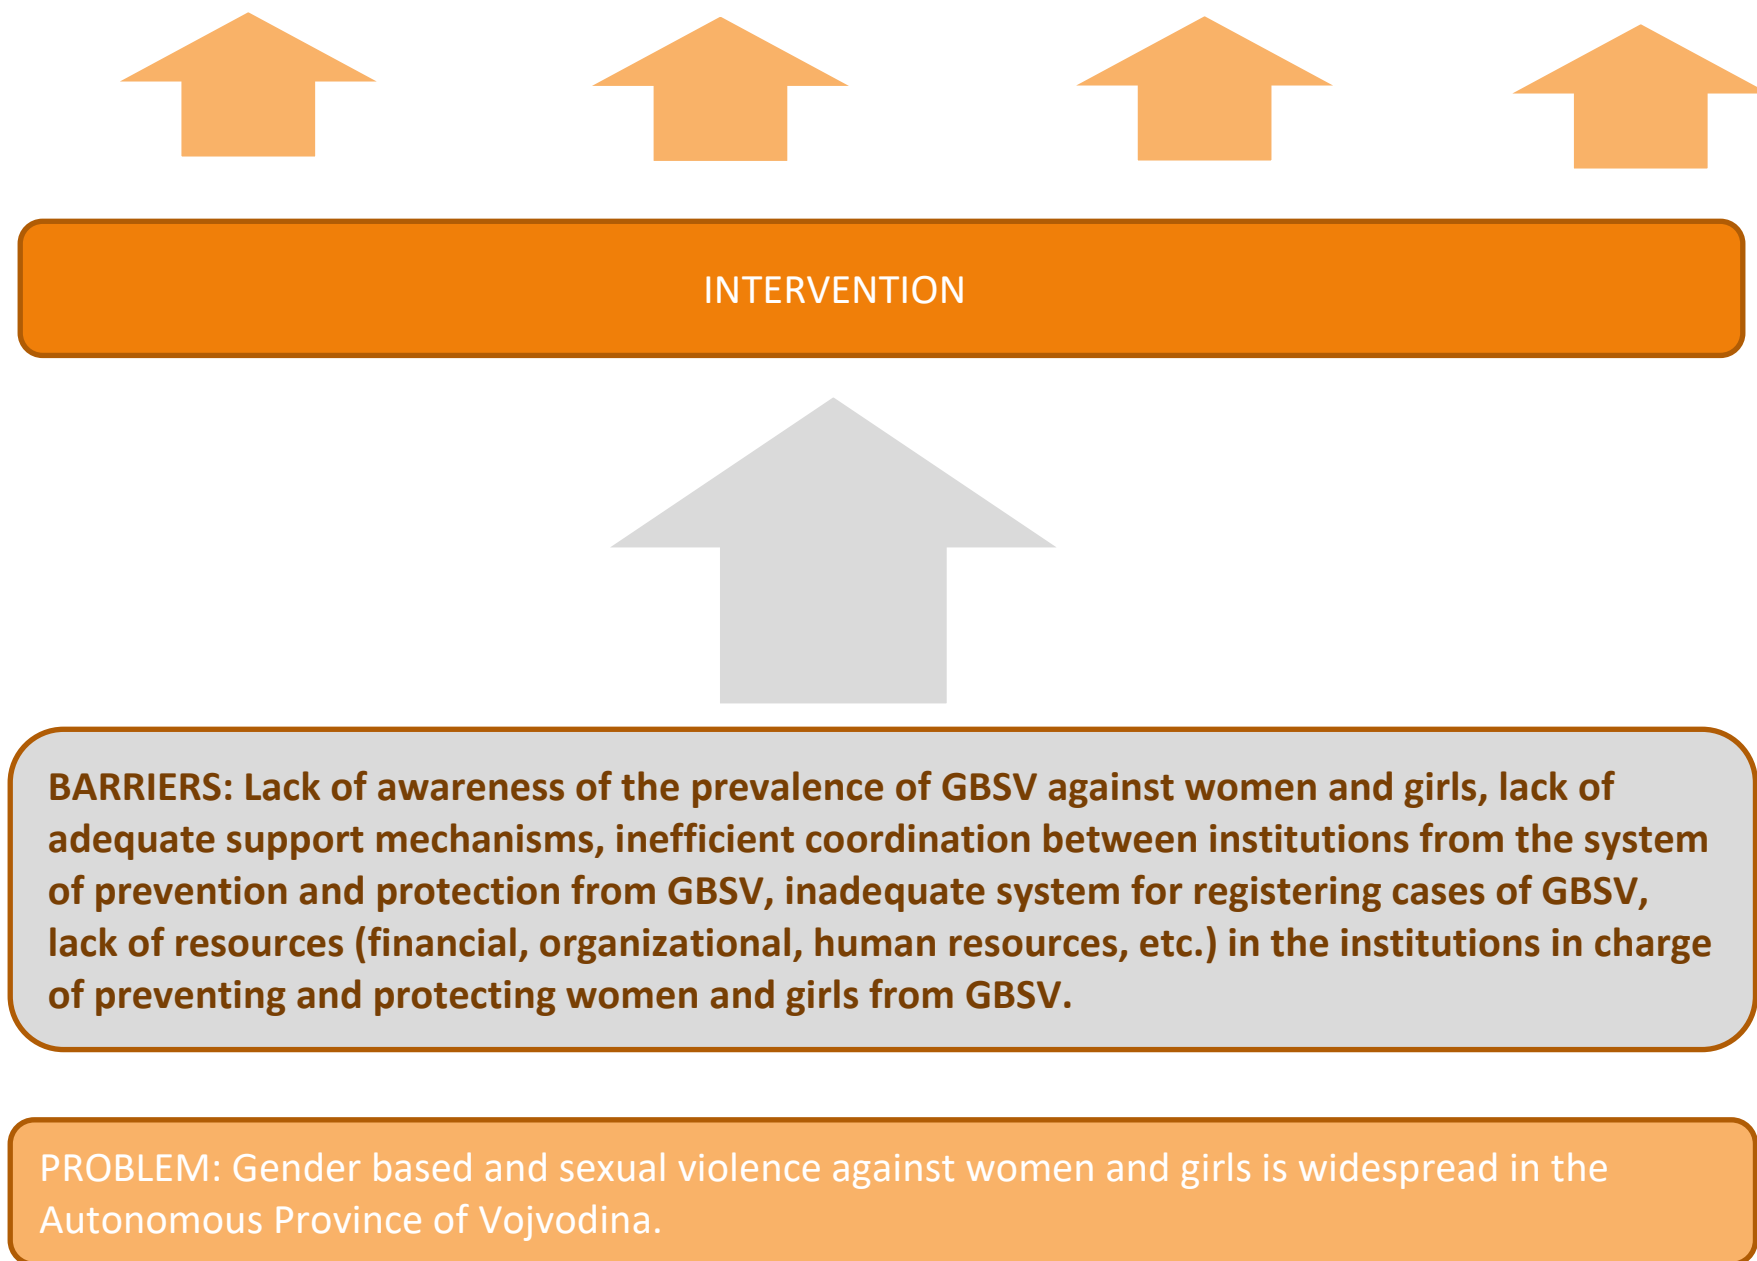 INTERVENTION
BARRIERS: Lack of awareness of the prevalence of GBSV against women and girls, lack of
adequate support mechanisms, inefficient coordination between institutions from the system
of prevention and protection from GBSV, inadequate system for registering cases of GBSV,
lack of resources (financial, organizational, human resources, etc.) in the institutions in charge
of preventing and protecting women and girls from GBSV.
PROBLEM: Gender based and sexual violence against women and girls is widespread in the
Autonomous Province of Vojvodina.